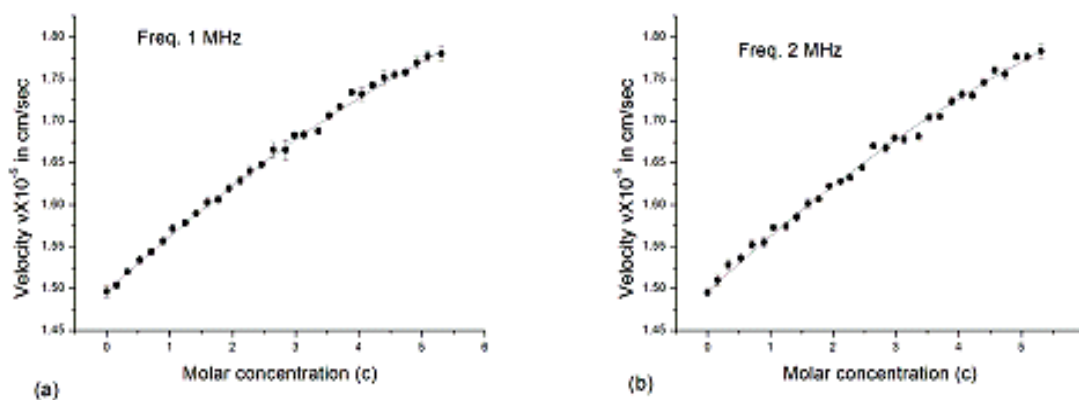 Freq. 1 MHz
Velocity vX10⁻⁵ in cm/sec
1.80
1.75
1.70
1.65
1.60
1.55
1.50
1.45
0 1 2 3 4 5 6
Molar concentration (c)
(a)
Freq. 2 MHz
Velocity vX10⁻⁵ in cm/sec
1.80
1.75
1.70
1.65
1.60
1.55
1.50
1.45
0 1 2 3 4 5
Molar concentration (c)
(b)